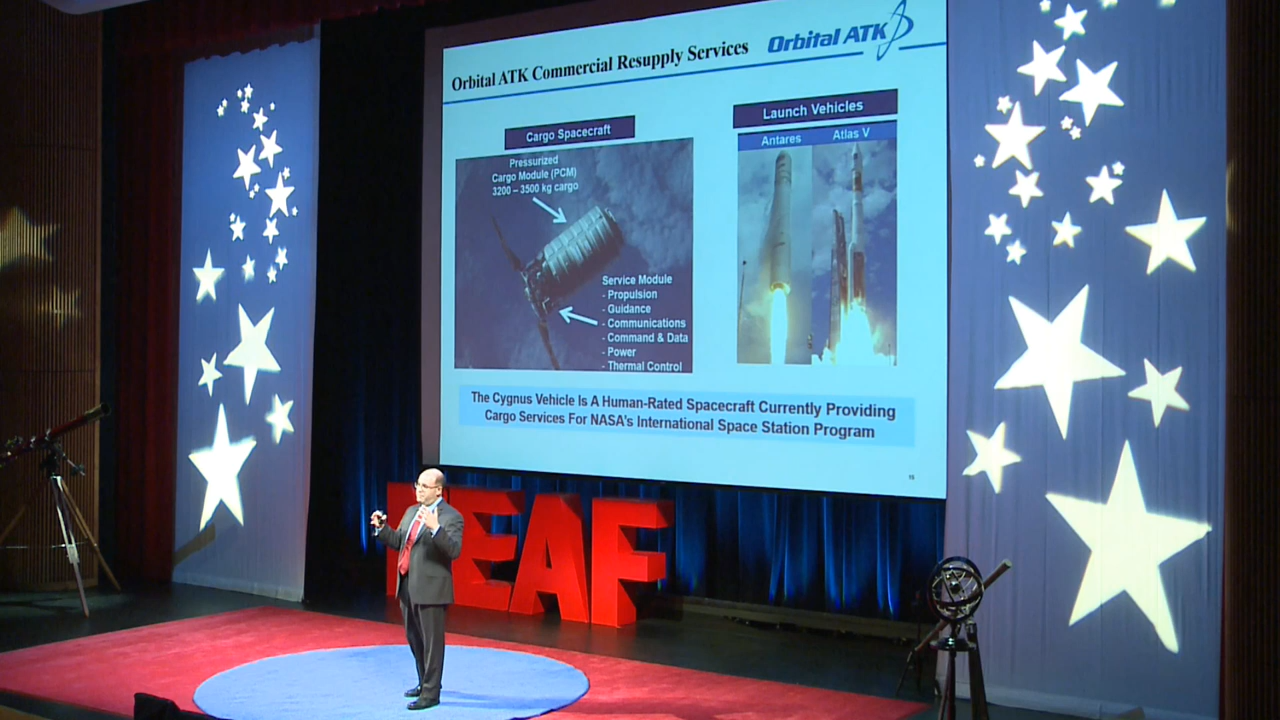 Orbital ATK Commercial Resupply Services
Orbital ATK
Cargo Spacecraft
Pressurized
Cargo Module (PCM)
3200 – 3500 kg cargo
Service Module
- Propulsion
- Guidance
- Communications
- Command & Data
- Power
- Thermal Control
Launch Vehicles
Antares
Atlas V
The Cygnus Vehicle Is A Human-Rated Spacecraft Currently Providing
Cargo Services For NASA's International Space Station Program
EAF